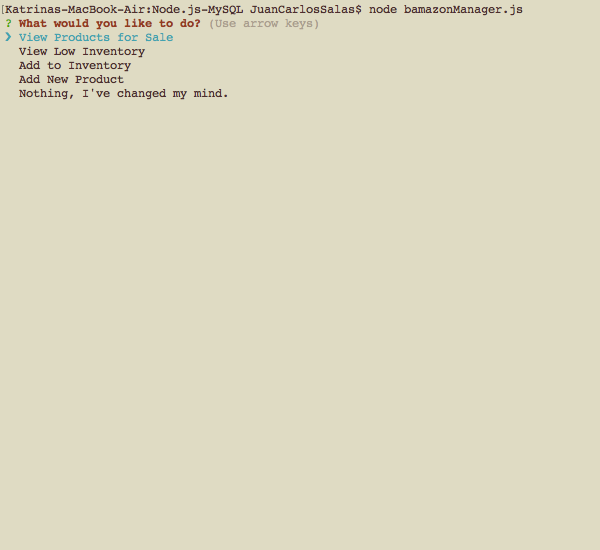 [Katrinas-MacBook-Air:Node.js-MySQL JuanCarlosSalas$ node bamazonManager.js
? What would you like to do? (Use arrow keys)
❯ View Products for Sale
View Low Inventory
Add to Inventory
Add New Product
Nothing, I've changed my mind.